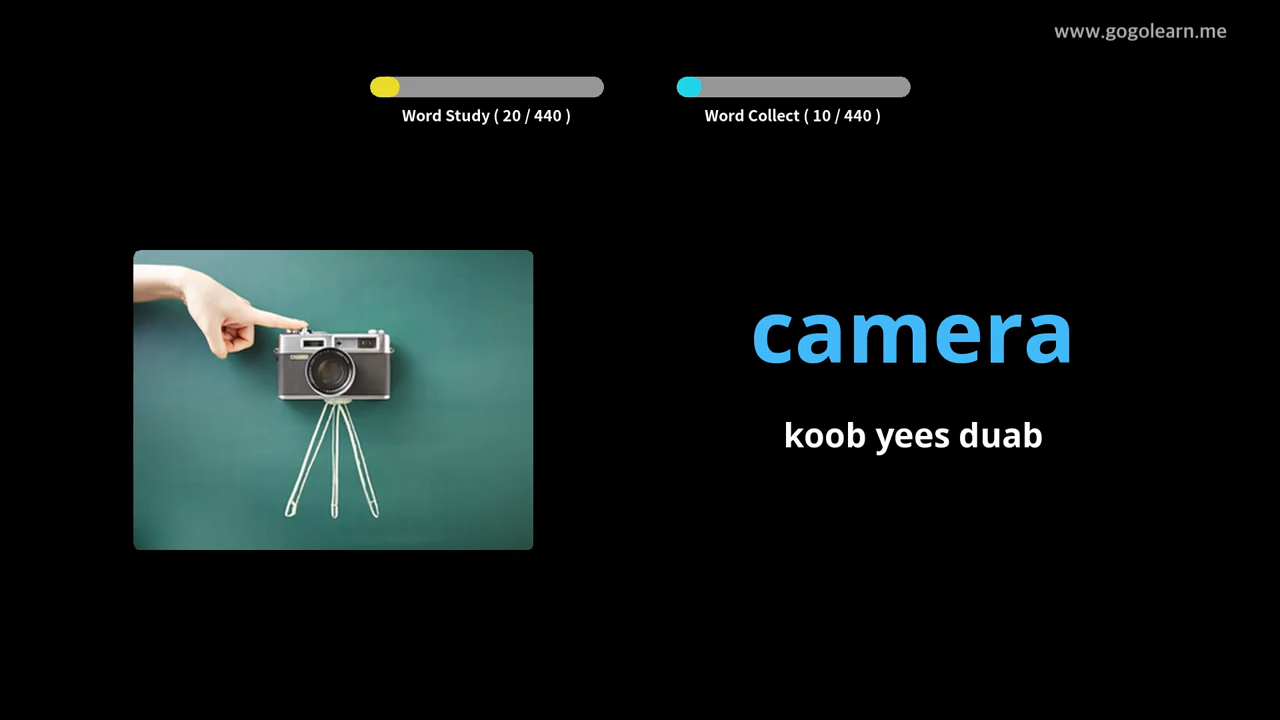 www.gogolearn.me
Word Study ( 20 / 440 )
Word Collect ( 10 / 440 )
camera
koob yees duab